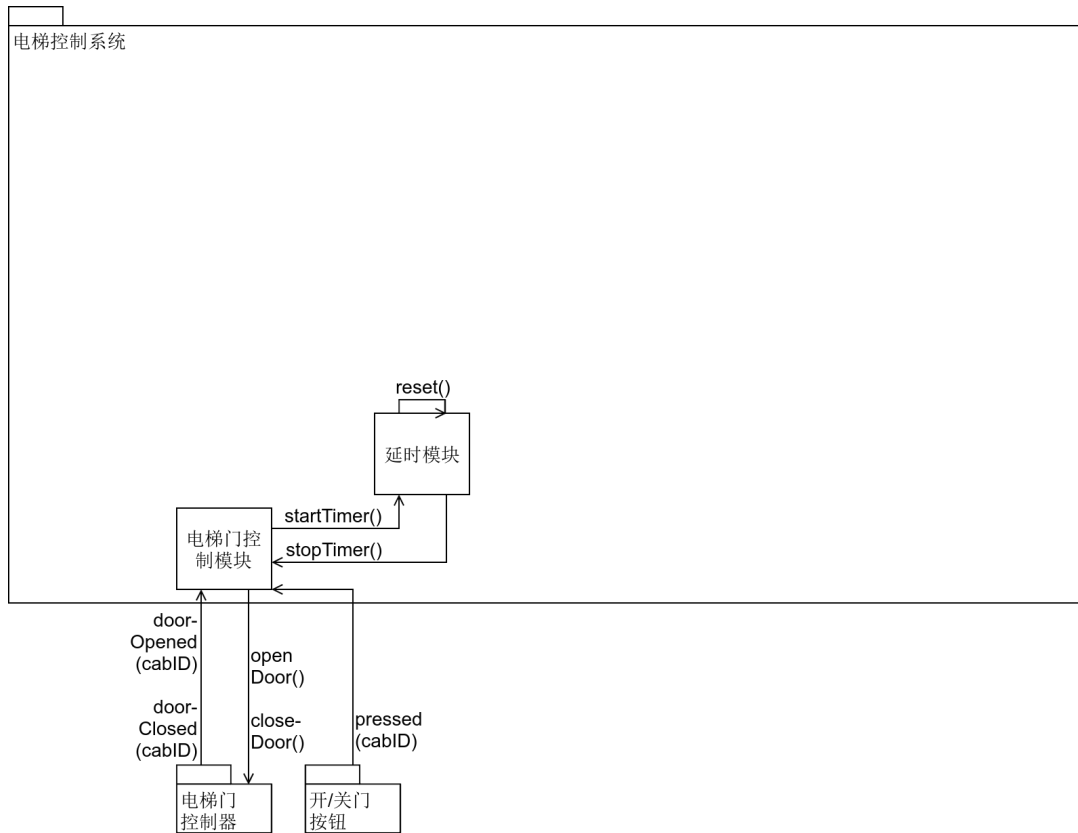 电梯控制系统
reset()
延时模块
startTimer()
电梯门控
制模块
stopTimer()
door-
Opened
(cabID)
open
Door()
door-
Closed
(cabID)
close-
Door()
pressed
(cabID)
电梯门
控制器
开/关门
按钮